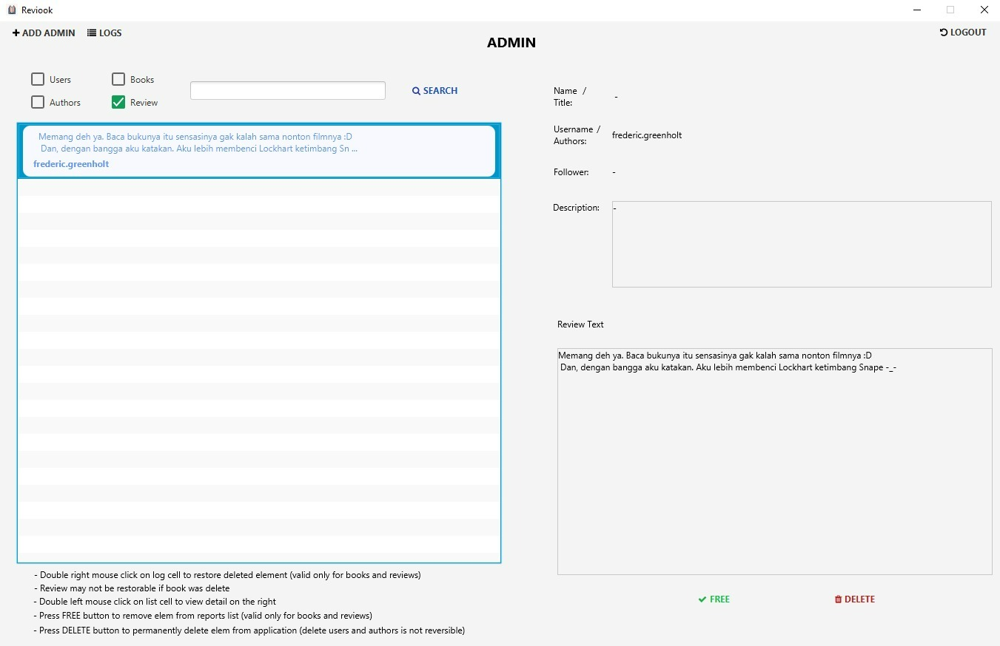 Reviook
ADD ADMIN
LOGS
LOGOUT
ADMIN
Users
Books
Authors
Review
SEARCH
Memang deh ya. Baca bukunya itu sensasinya gak kalah sama nonton filmnya :D
Dan, dengan bangga aku katakan. Aku lebih membenci Lockhart ketimbang Sn ...
frederic.greenholt
- Double right mouse click on log cell to restore deleted element (valid only for books and reviews)
- Review may not be restorable if book was delete
- Double left mouse click on list cell to view detail on the right
- Press FREE button to remove elem from reports list (valid only for books and reviews)
- Press DELETE button to permanently delete elem from application (delete users and authors is not reversible)
Name /
Title:
-
Username /
Authors:
frederic.greenholt
Follower:
-
Description:
-
Review Text
Memang deh ya. Baca bukunya itu sensasinya gak kalah sama nonton filmnya :D
Dan, dengan bangga aku katakan. Aku lebih membenci Lockhart ketimbang Snape -_-
FREE
DELETE